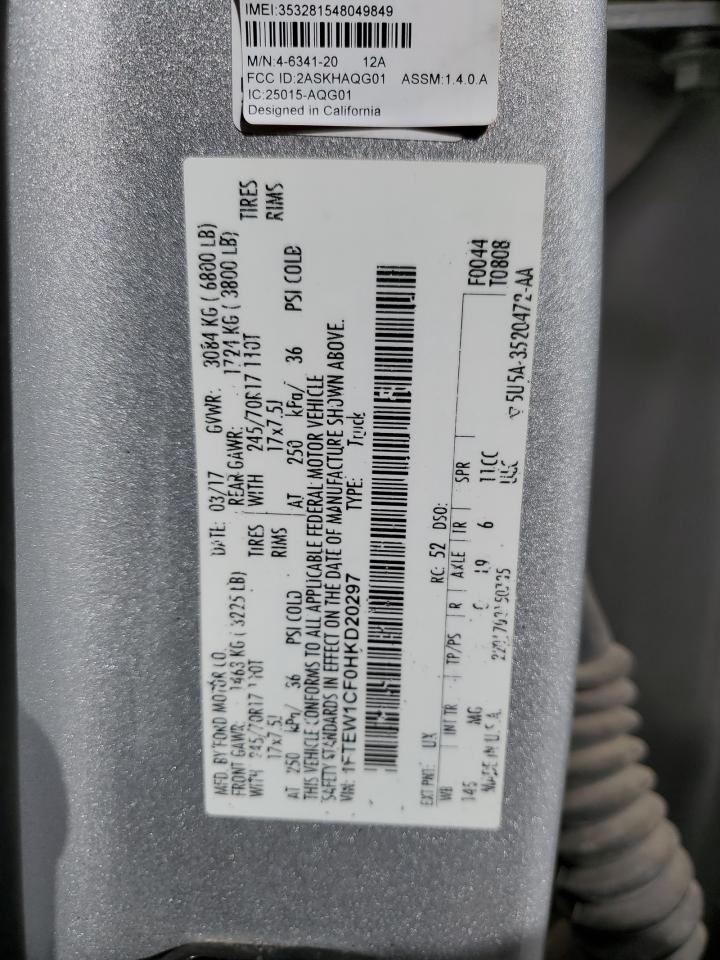 IMEI:353281548049849
M/N:4-6341-20 12A
FCC ID:2ASKHAQG01 ASSM:1.4.0.A
IC:25015-AQG01
Designed in California
MFD. BY FORD MOTOR CO.
DATE: 03/17 GVWR: 3084 KG ( 6800 LB)
FRONT GAWR: 1463 KG ( 3225 LB) REAR GAWR: 1724 KG ( 3800 LB)
WITH 245/70R17 110T TIRES WITH 245/70R17 110T TIRES
17x7.5J RIMS 17x7.5J RIMS
AT 250 kPa/ 36 PSI COLD AT 250 kPa/ 36 PSI COLD
THIS VEHICLE CONFORMS TO ALL APPLICABLE FEDERAL MOTOR VEHICLE
SAFETY STANDARDS IN EFFECT ON THE DATE OF MANUFACTURE SHOWN ABOVE.
VIN: 1FTEW1CF0HKD20297 TYPE: Truck
EXT PNT: UX RC: 52 DSO: F0044
WB INT TR TP/PS R AXLE TR SPR T0808
145 MG 19 6
MADE IN U.S.A. 5U5A-3520472-AA